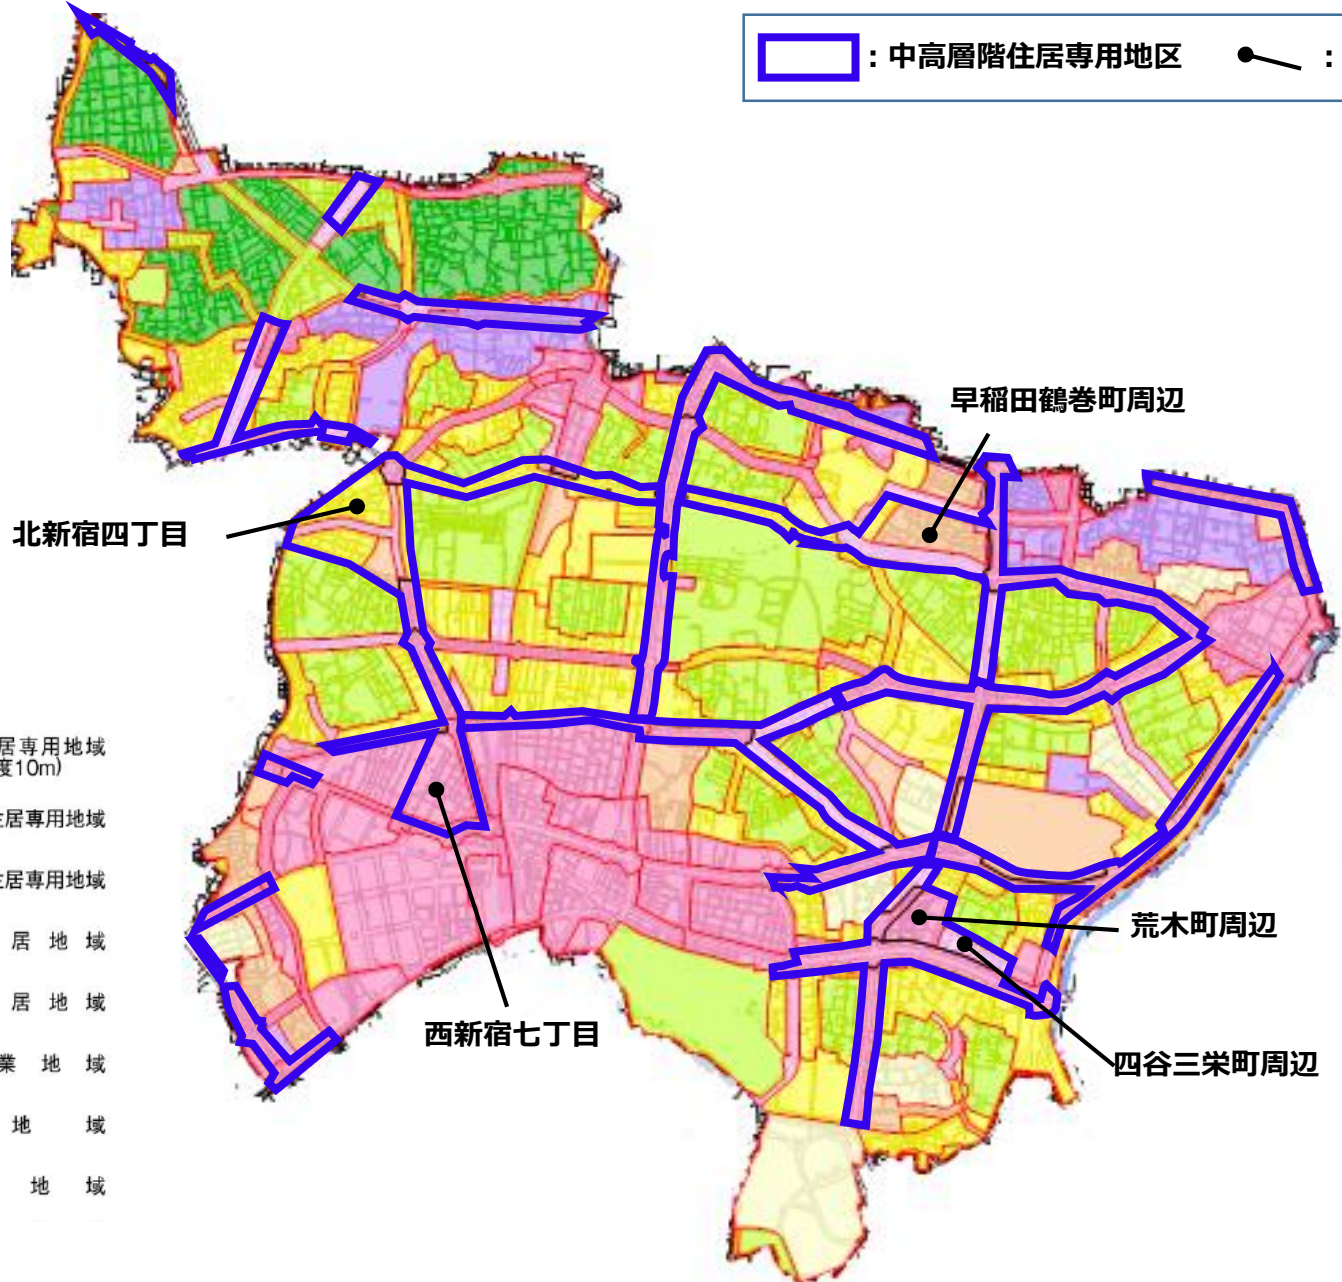 ：中高層階住居専用地区　：
早稲田鶴巻町周辺
北新宿四丁目
居専用地域
度10m)
住居専用地域
住居専用地域
居地域
居地域
業地域
地域
地域
荒木町周辺
西新宿七丁目
四谷三栄町周辺